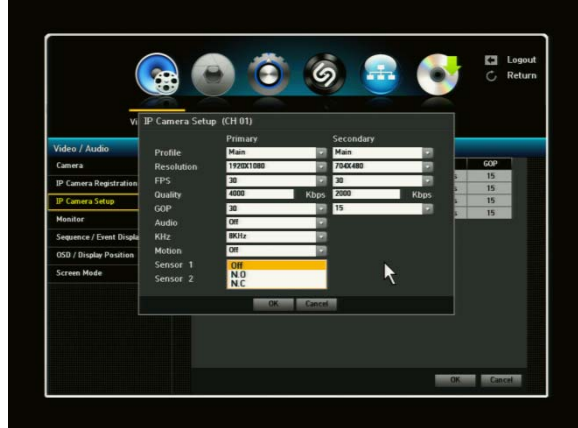 Logout
Return
Vi
IP Camera Setup (CH 01)
Primary Secondary
Video / Audio
Profile Main Main
Camera
Resolution 1920X1080 704X480
GOP
FPS 30 30
15
IP Camera Registration
Quality 4000 Kbps 2000 Kbps
15
IP Camera Setup
GOP 30 15
15
Monitor
Audio Off
15
Sequence / Event Displa
KHz 8KHz
OSD / Display Position
Motion Off
Screen Mode
Sensor 1 Off
Sensor 2 N.O
N.C
OK Cancel
OK Cancel